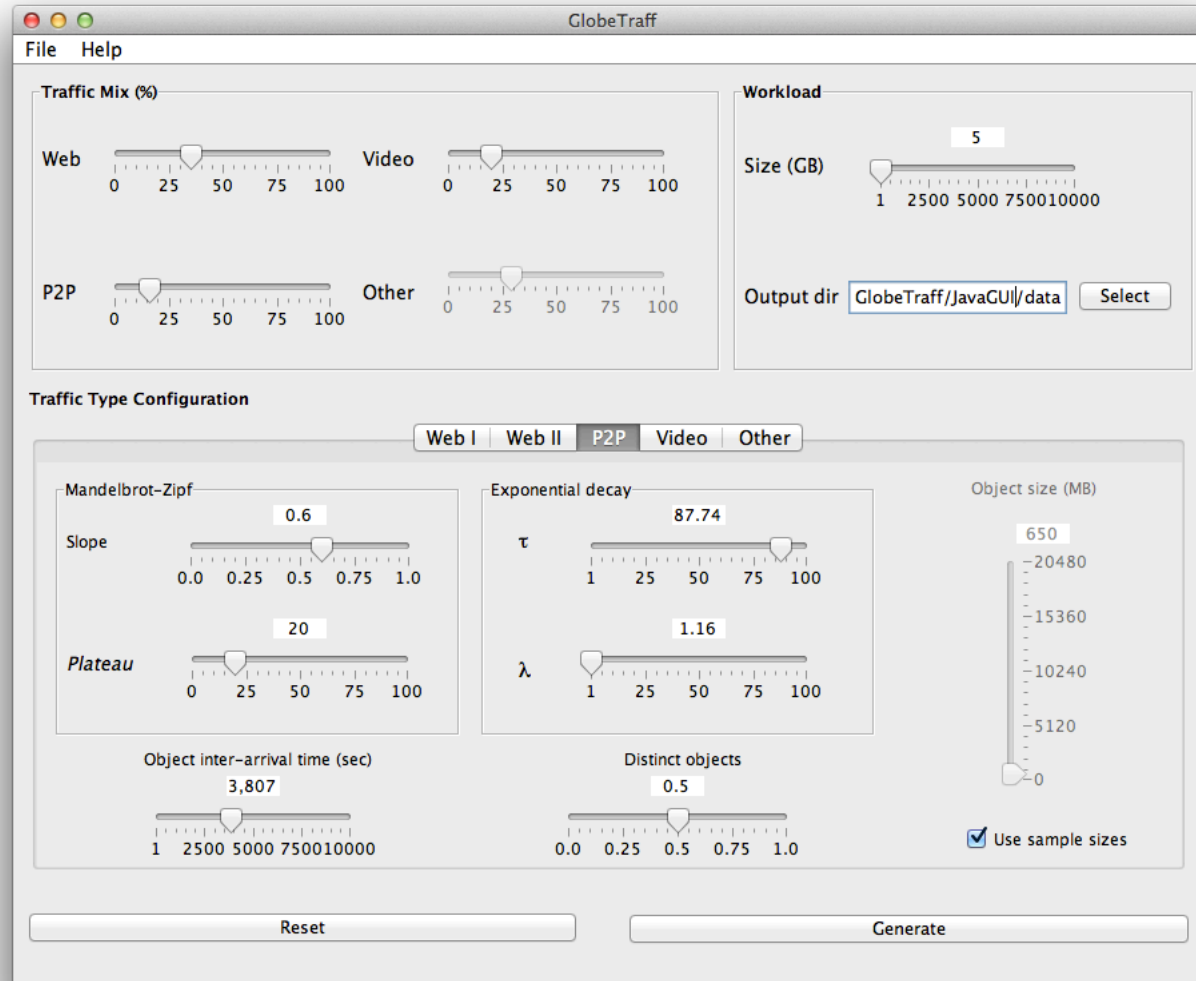 GlobeTraff
File Help
Traffic Mix (%)
Web
0 25 50 75 100
Video
0 25 50 75 100
P2P
0 25 50 75 100
Other
0 25 50 75 100
Workload
Size (GB)
5
1 2500 5000 7500 10000
Output dir
GlobeTraff/JavaGUI/data
Select
Traffic Type Configuration
Web I Web II P2P Video Other
Mandelbrot-Zipf
Slope
0.6
0.0 0.25 0.5 0.75 1.0
Plateau
20
0 25 50 75 100
Exponential decay
τ
87.74
1 25 50 75 100
λ
1.16
1 25 50 75 100
Object size (MB)
650
20480
15360
10240
5120
0
Use sample sizes
Object inter-arrival time (sec)
3,807
1 2500 5000 7500 10000
Distinct objects
0.5
0.0 0.25 0.5 0.75 1.0
Reset
Generate